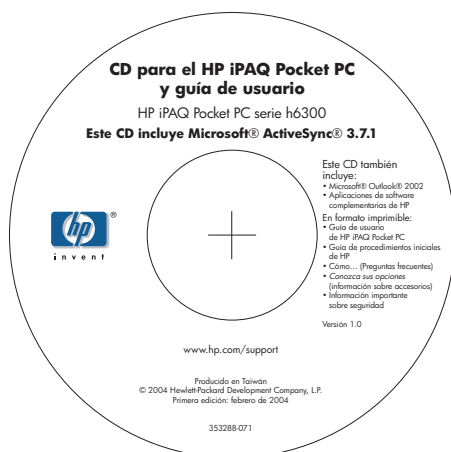 CD para el HP iPAQ Pocket PC
y guía de usuario
HP iPAQ Pocket PC serie h6300
Este CD incluye Microsoft® ActiveSync® 3.7.1
Este CD también
incluye:
• Microsoft® Outlook® 2002
• Aplicaciones de software
complementarias de HP
En formato imprimible:
• Guía de usuario
de HP iPAQ Pocket PC
• Guía de procedimientos iniciales
de HP
• Cómo... (Preguntas frecuentes)
• Conozca sus opciones
(información sobre accesorios)
• Información importante
sobre seguridad
Versión 1.0
hp®
invent
www.hp.com/support
Producido en Taiwán
© 2004 Hewlett-Packard Development Company, L.P.
Primera edición: febrero de 2004
353288-071